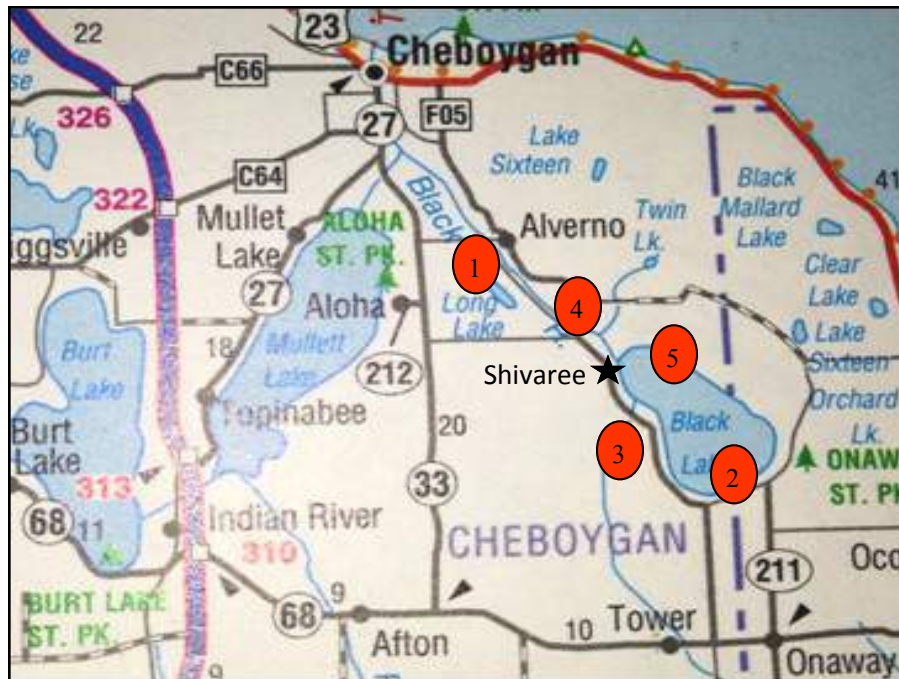 22
23
Cheboygan
C66
F05
27
326
Lk.
Lake
Sixteen
C64
322
Black
Alverno
Twin
Lk.
Black
Mallard
Lake
41
Mullet
Lake
ALOHA
ST. PK.
ggsville
1
27
Aloha
Long
Lake
4
Clear
Lake
Lake
Sixteen
Orchard
Lk.
Burt
Lake
18
Mullett
Lake
212
Shivaree
5
Topinabee
20
Black
Burt
Lake
3
2
ONAW
ST. PK.
313
33
68
11
Indian River
310
CHEBOYGAN
211
Occ
BURT LAKE
ST. PK.
68
9
10
Tower
Afton
Onaway
9